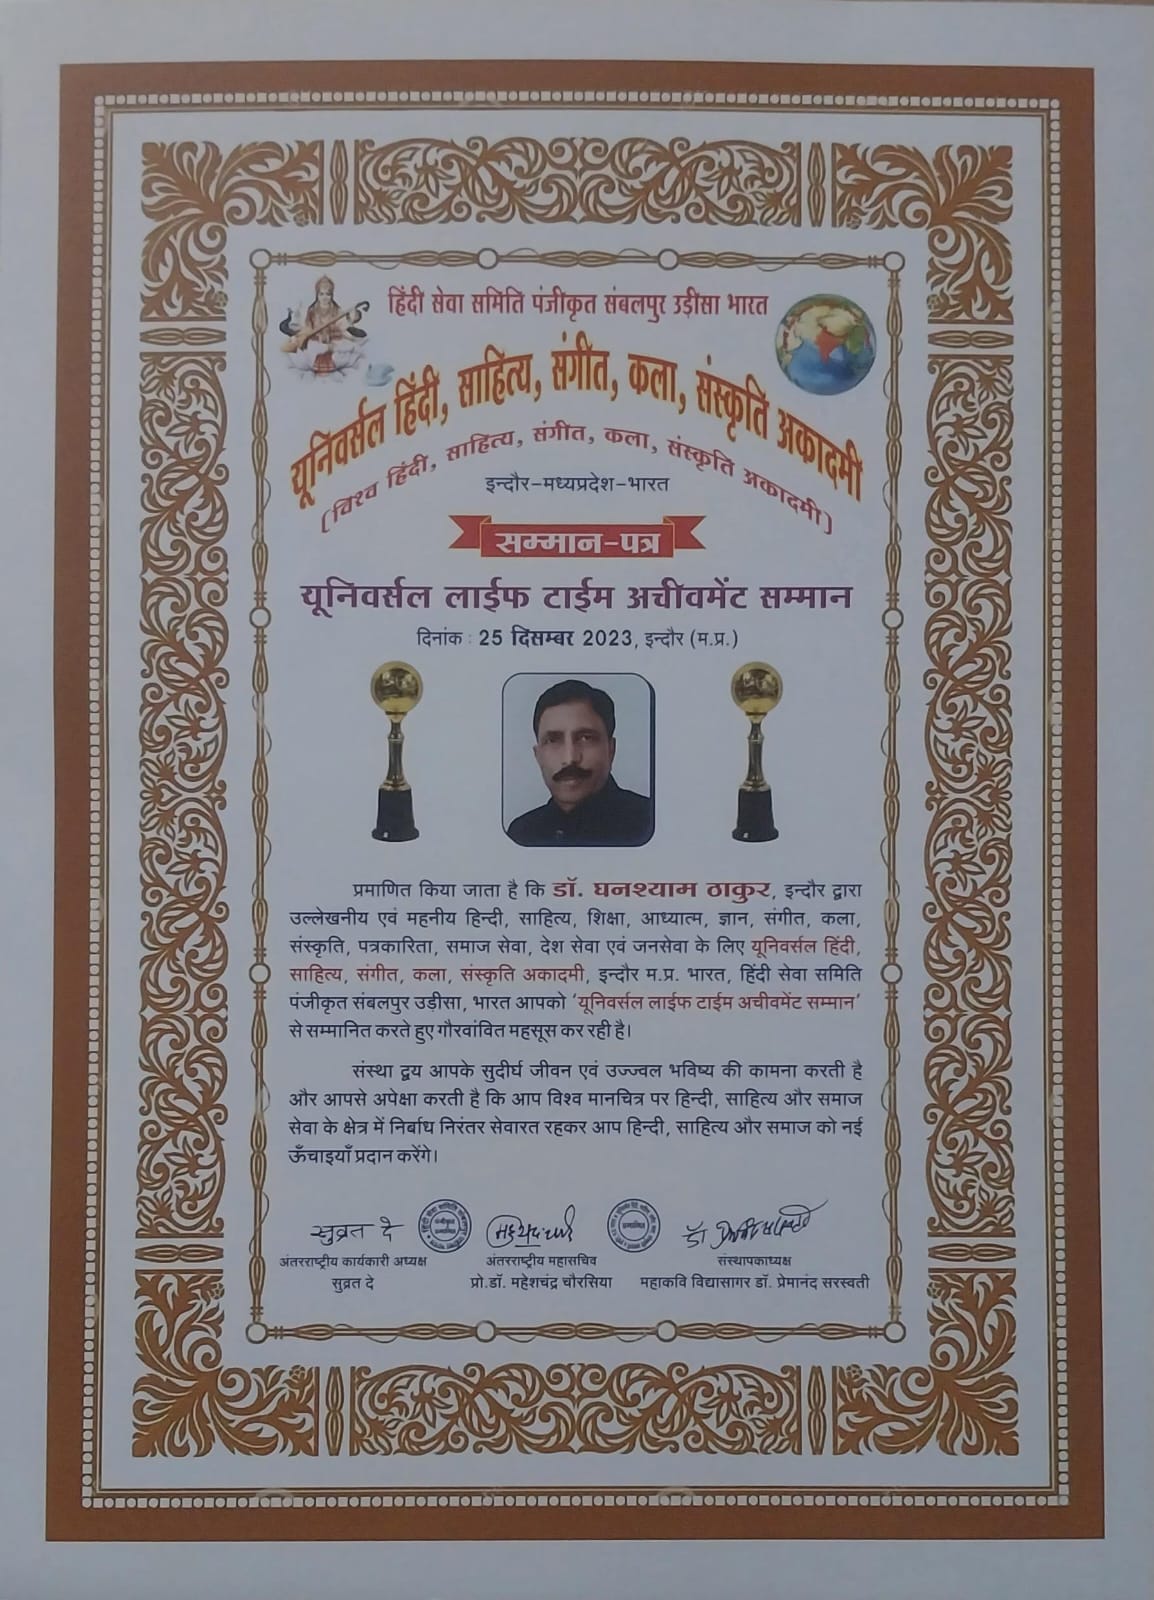 हिंदी सेवा समिति पंजीकृत संबलपुर उड़ीसा भारत
यूनिवर्सल हिंदी, साहित्य, संगीत, कला, संस्कृति अकादमी
(विश्व हिंदी, साहित्य, संगीत, कला, संस्कृति अकादमी)
इन्दौर-मध्यप्रदेश-भारत
सम्मान-पत्र
यूनिवर्सल लाईफ टाईम अचीवमेंट सम्मान
दिनांक : 25 दिसम्बर 2023, इन्दौर (म.प्र.)
प्रमाणित किया जाता है कि डॉ. घनश्याम ठाकुर, इन्दौर द्वारा
उल्लेखनीय एवं महनीय हिन्दी, साहित्य, शिक्षा, आध्यात्म, ज्ञान, संगीत, कला,
संस्कृति, पत्रकारिता, समाज सेवा, देश सेवा एवं जनसेवा के लिए यूनिवर्सल हिंदी,
साहित्य, संगीत, कला, संस्कृति अकादमी, इन्दौर म.प्र. भारत, हिंदी सेवा समिति
पंजीकृत संबलपुर उड़ीसा, भारत आपको 'यूनिवर्सल लाईफ टाईम अचीवमेंट सम्मान'
से सम्मानित करते हुए गौरवांवित महसूस कर रही है।
संस्था द्वय आपके सुदीर्घ जीवन एवं उज्ज्वल भविष्य की कामना करती है
और आपसे अपेक्षा करती है कि आप विश्व मानचित्र पर हिन्दी, साहित्य और समाज
सेवा के क्षेत्र में निर्बाध निरंतर सेवारत रहकर आप हिन्दी, साहित्य और समाज को नई
ऊँचाइयाँ प्रदान करेंगे।
सुव्रत दे
अंतरराष्ट्रीय कार्यकारी अध्यक्ष
सुव्रत दे
अंतरराष्ट्रीय महासचिव
प्रो.डॉ. महेशचंद्र चौरसिया
संस्थापकाध्यक्ष
महाकवि विद्यासागर डॉ. प्रेमानंद सरस्वती